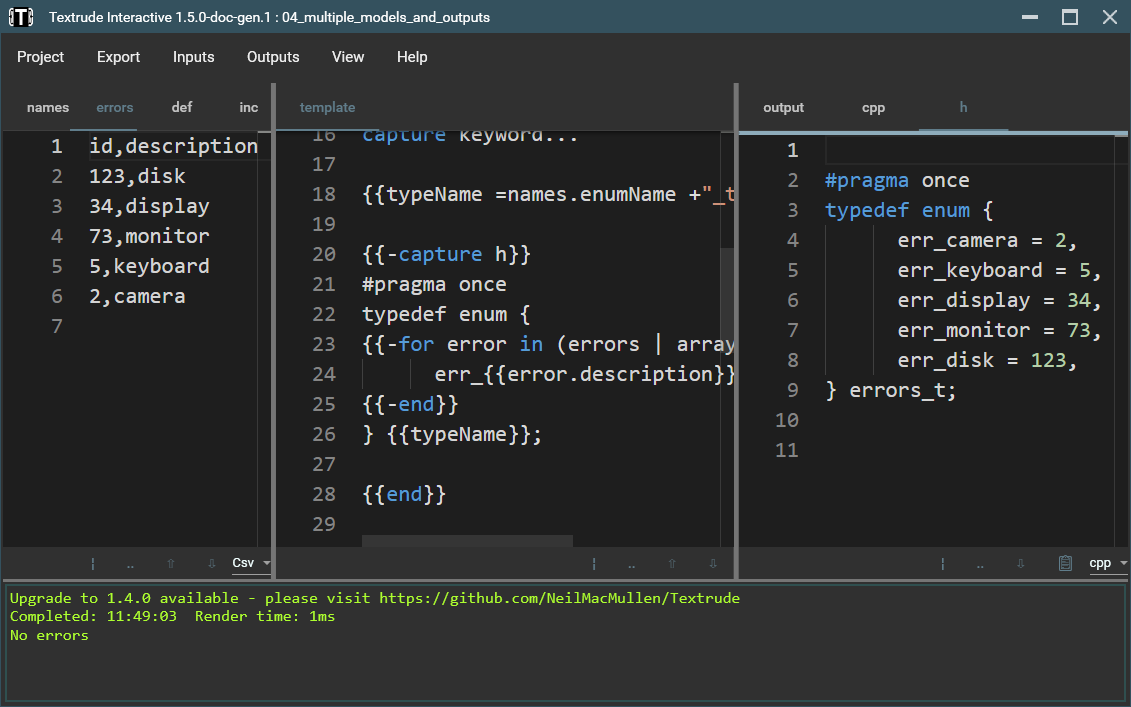 T Textrude Interactive 1.5.0-doc-gen.1 : 04_multiple_models_and_outputs
Project Export Inputs Outputs View Help
names errors def inc
1 id,description
2 123,disk
3 34,display
4 73,monitor
5 5,keyboard
6 2,camera
7
.. Csv
template
16 capture keyword...
17
18 {{typeName =names.enumName +"_t
19
20 {{-capture h}}
21 #pragma once
22 typedef enum {
23 {{-for error in (errors | array
24 err_{{error.description}}
25 {{-end}}
26 } {{typeName}};
27
28 {{end}}
29
..
output cpp h
1
2 #pragma once
3 typedef enum {
4 err_camera = 2,
5 err_keyboard = 5,
6 err_display = 34,
7 err_monitor = 73,
8 err_disk = 123,
9 } errors_t;
10
11
.. cpp
Upgrade to 1.4.0 available - please visit https://github.com/NeilMacMullen/Textrude
Completed: 11:49:03 Render time: 1ms
No errors